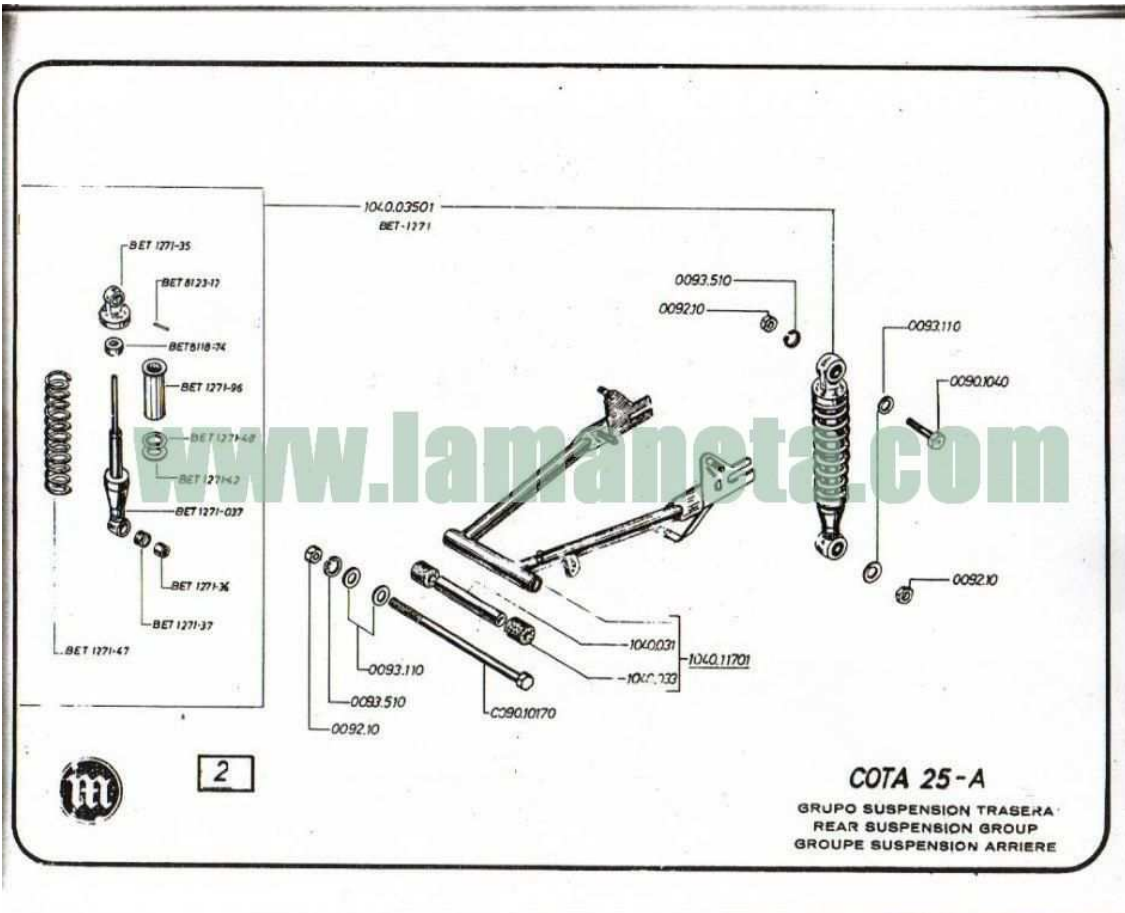 1040.03501
BET-1271
BET 1271-35
BET 8123-17
BET 8118-74
BET 1271-96
BET 1271-48
BET
BET 1271-037
BET 1271-36
BET 1271-37
BET 1271-47
0093.510
0092.10
0093.110
0090.1040
0092.10
www.lamaneta.com
1040.031
1040.11701
0093.110
0093.510
0090.10170
0092.10
m
2
COTA 25-A
GRUPO SUSPENSION TRASERA
REAR SUSPENSION GROUP
GROUPE SUSPENSION ARRIERE